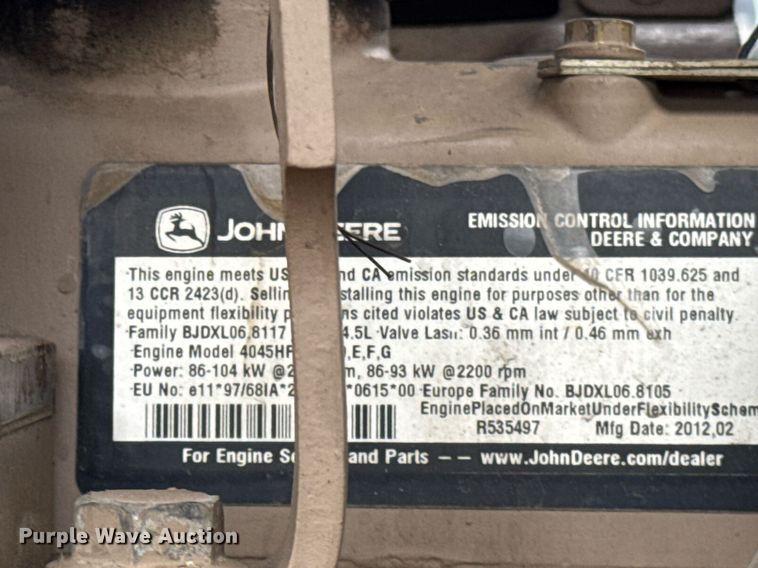 JOHN DEERE
EMISSION CONTROL INFORMATION
DEERE & COMPANY
This engine meets US and CA emission standards under 40 CFR 1039.625 and
13 CCR 2423(d). Selling installing this engine for purposes other than for the
equipment flexibility cited violates US & CA law subject to civil penalty.
Family BJDXL06.8117 4.5L Valve Lash: 0.36 mm int / 0.46 mm exh
Engine Model 4045HF ,E,F,G
Power: 86-104 kW @ 86-93 kW @2200 rpm
EU No: e11*97/68IA* *0615*00 Europe Family No. BJDXL06.8105
EnginePlacedOnMarketUnderFlexibilitySchem
R535497 Mfg Date: 2012,02
For Engine and Parts -- www.JohnDeere.com/dealer
Purple Wave Auction